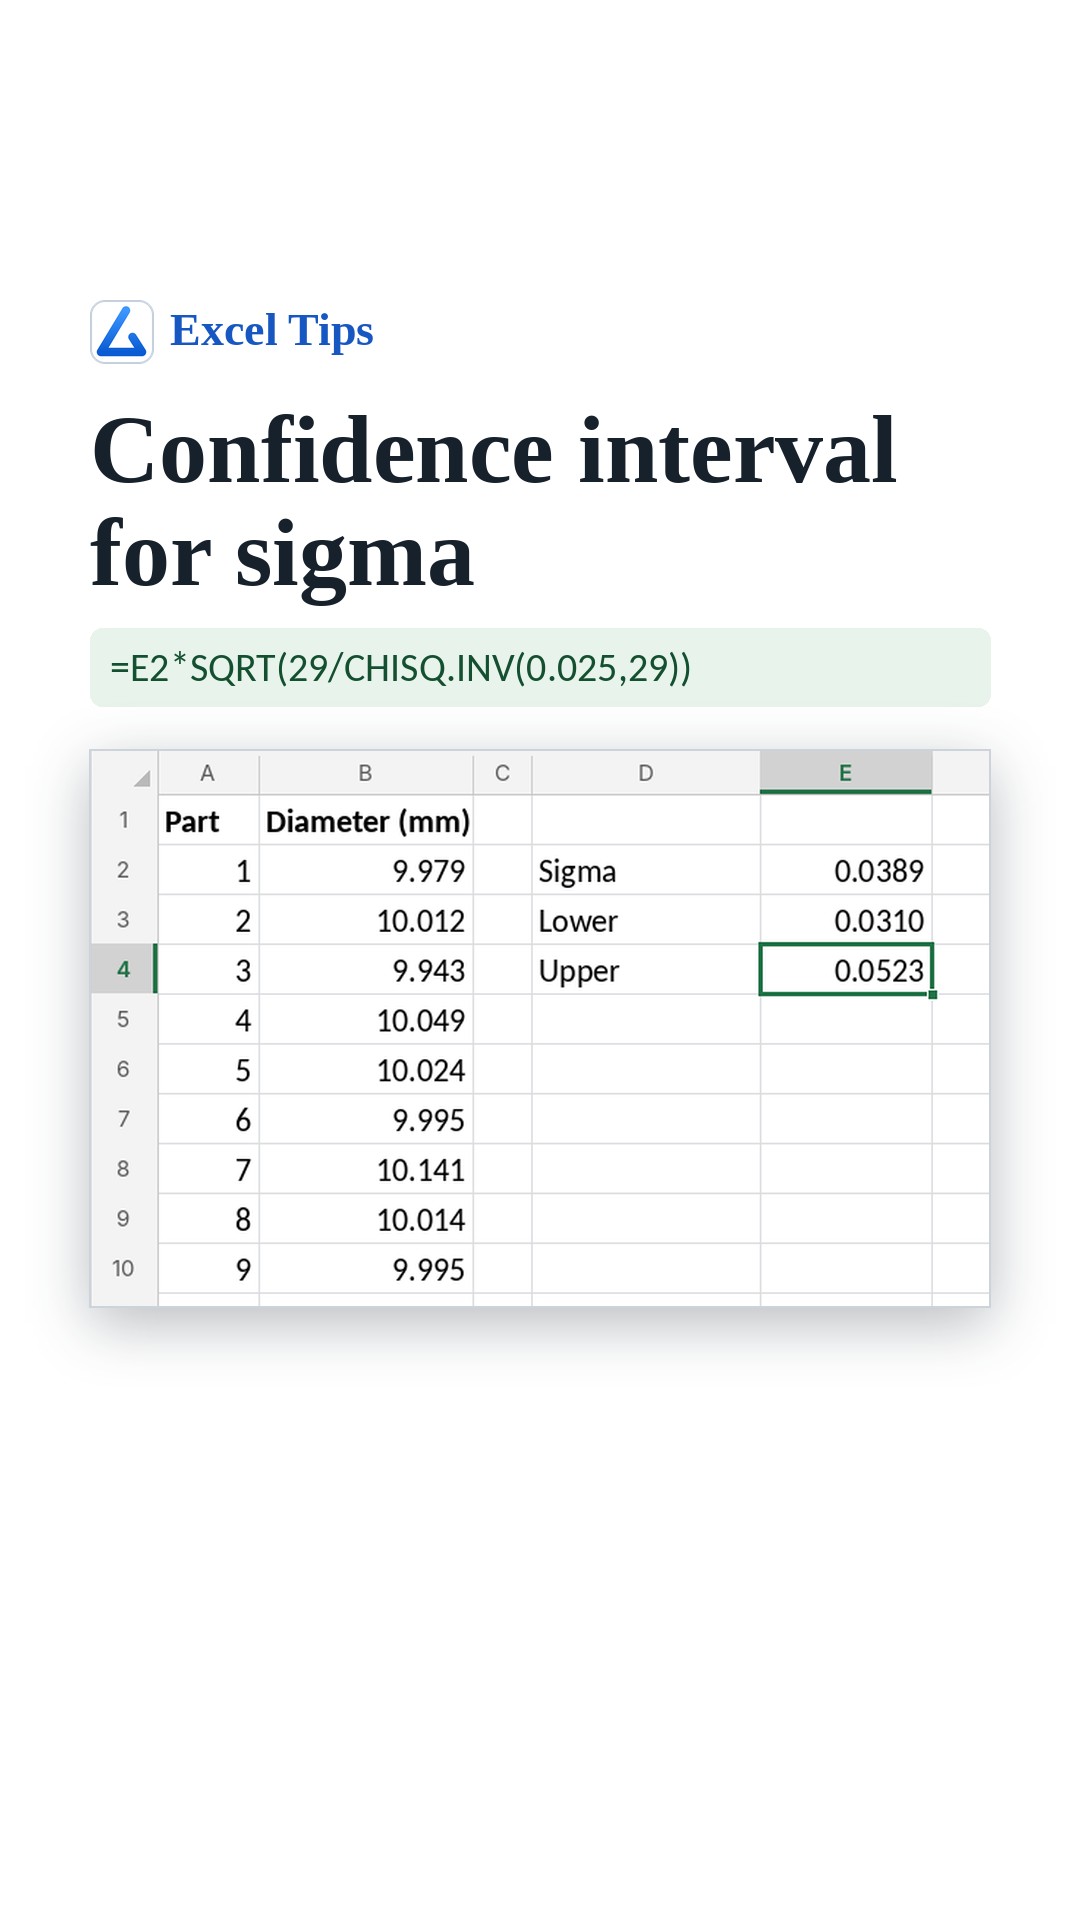 Excel Tips
Confidence interval
for sigma
=E2*SQRT(29/CHISQ.INV(0.025,29))
A B C D E
1 Part Diameter (mm)
2 1 9.979 Sigma 0.0389
3 2 10.012 Lower 0.0310
4 3 9.943 Upper 0.0523
5 4 10.049
6 5 10.024
7 6 9.995
8 7 10.141
9 8 10.014
10 9 9.995